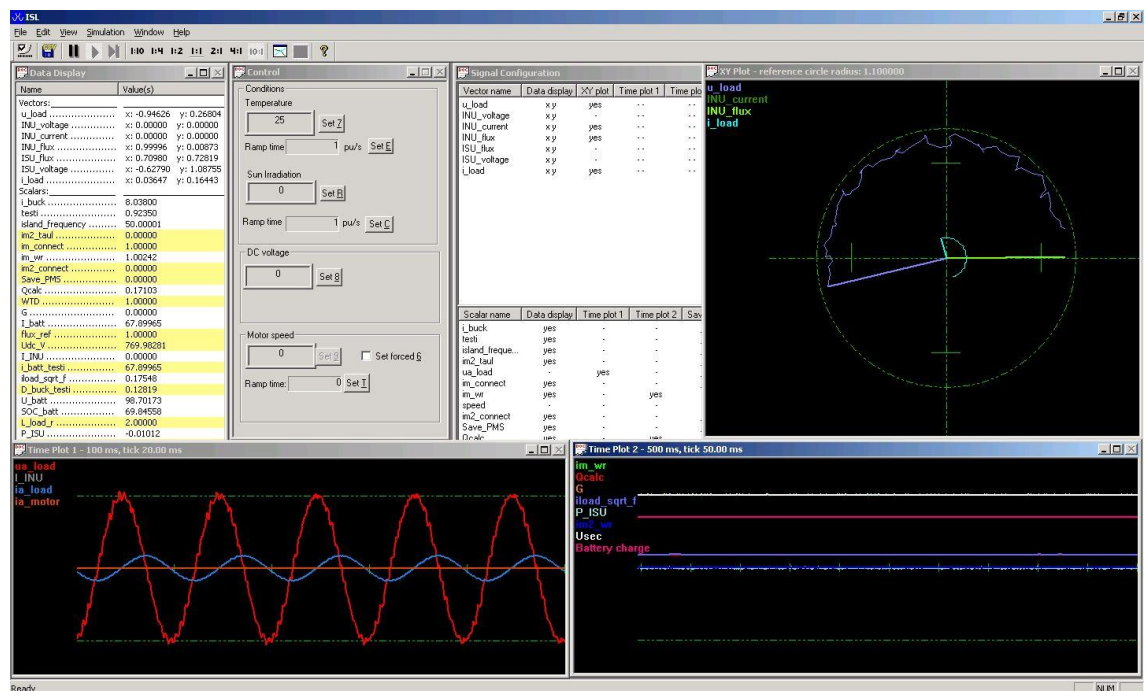 ISL
File Edit View Simulation Window Help
1:10 1:4 1:2 1:1 2:1 4:1 10:1
Data Display
Name Value(s)
Vectors:
u_load ..................... x: -0.94626 y: 0.26804
INU_voltage .............. x: 0.00000 y: 0.00000
INU_current .............. x: 0.00000 y: 0.00000
INU_flux ................... x: 0.99996 y: 0.00873
ISU_flux ................... x: 0.70980 y: 0.72819
ISU_voltage .............. x: -0.62790 y: 1.08755
i_load ...................... x: 0.03647 y: 0.16443
Scalars:
i_buck ..................... 8.03800
testi ........................ 0.92350
island_frequency ......... 50.00001
im2_taul ................... 0.00000
im_connect ................ 1.00000
im_wr ...................... 1.00242
im2_connect .............. 0.00000
Save_PMS ................. 0.00000
Qcalc ....................... 0.17103
WTD ........................ 1.00000
G ............................ 0.00000
I_batt ...................... 67.89965
flux_ref .................... 1.00000
Udc_V ...................... 769.98281
I_INU ....................... 0.00000
i_batt_testi ............... 67.89965
iload_sqrt_f ............... 0.17548
D_buck_testi ............. 0.12819
U_batt ..................... 98.70173
SOC_batt .................. 69.84558
L_load_r ................... 2.00000
P_ISU ...................... -0.01012
Control
Conditions
Temperature
25 Set 7
Ramp time 1 pu/s Set E
Sun Irradiation
0 Set R
Ramp time 1 pu/s Set C
DC voltage
0 Set 8
Motor speed
0 Set 9 Set forced 6
Ramp time: 0 Set T
Signal Configuration
Vector name Data display XY plot Time plot 1 Time plo
u_load x y yes - - - -
INU_voltage x y - - - - -
INU_current x y yes - - - -
INU_flux x y yes - - - -
ISU_flux x y - - - - -
ISU_voltage x y - - - - -
i_load x y yes - - - -
Scalar name Data display Time plot 1 Time plot 2 Sav
i_buck yes - -
testi yes - -
island_freque... yes - -
im2_taul yes - -
ua_load - yes -
im_connect yes - -
im_wr yes - yes
speed - - -
im2_connect yes - -
Save_PMS yes - -
Qcalc yes - yes
XY Plot - reference circle radius: 1.100000
u_load
INU_current
INU_flux
i_load
Time Plot 1 - 100 ms, tick 20.00 ms
ua_load
I_INU
ia_load
ia_motor
Time Plot 2 - 500 ms, tick 50.00 ms
im_wr
Qcalc
G
iload_sqrt_f
P_ISU
im2_wr
Usec
Battery charge
Ready NUM